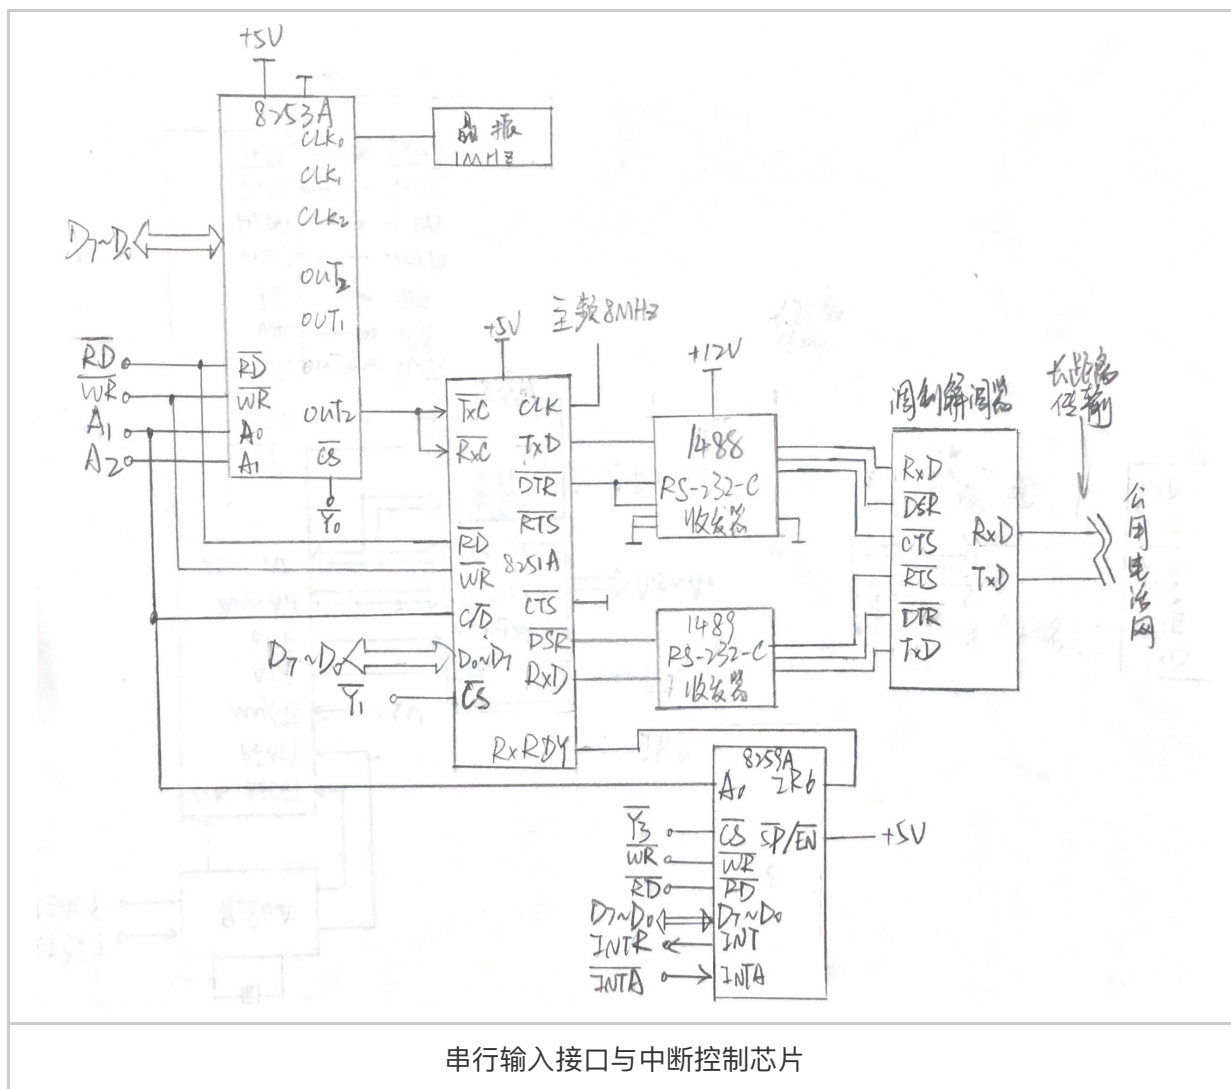 +5V
8253A
CLK0
晶振
1MHZ
CLK1
CLK2
D7~D0
OUT2
OUT1
RD
WR
A1
A2
RD
WR
A0
A1
OUT2
CS
Y0
+5V
主频8MHZ
TxC
RxC
CLK
TxD
DTR
RTS
RD
WR
8251A
C/D
CTS
DSR
D7~D0
D0~D7
RxD
Y1
CS
RxRDY
+12V
1488
RS-232-C
收发器
1489
RS-232-C
收发器
调制解调器
RxD
DSR
CTS
RTS
DTR
TxD
RxD
TxD
长距离
传输
公用电话网
8259A
A0
IR6
Y3
CS
SP/EN
+5V
WR
WR
RD
RD
D7~D0
D7~D0
INTR
INT
INTA
INTA
串行输入接口与中断控制芯片